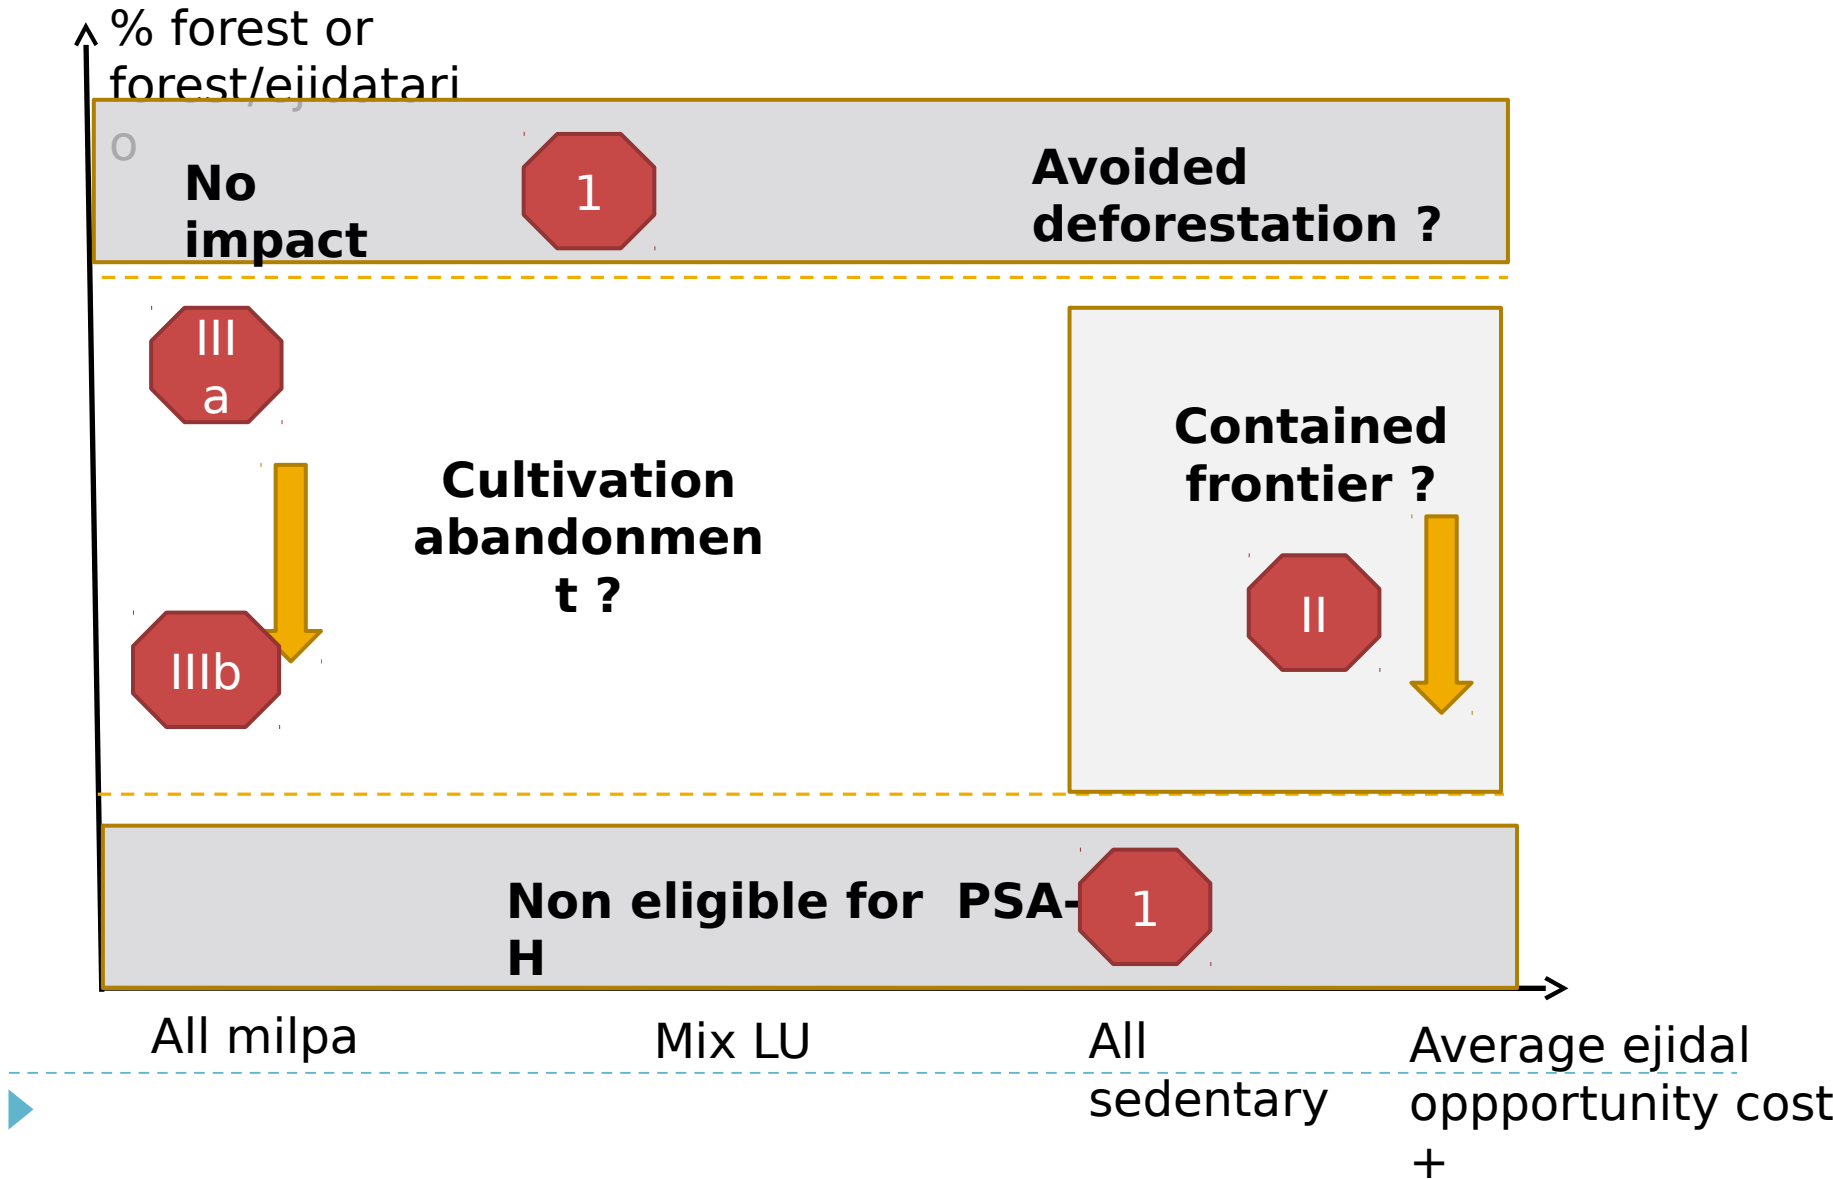 % forest or
forest/ejidatari
o
No
impact
1
Avoided
deforestation ?
III
a
Cultivation
abandonmen
t ?
IIIb
Contained
frontier ?
II
Non eligible for  PSA-
H
1
All milpa
Mix LU
All
sedentary
Average ejidal
oppportunity cost
+